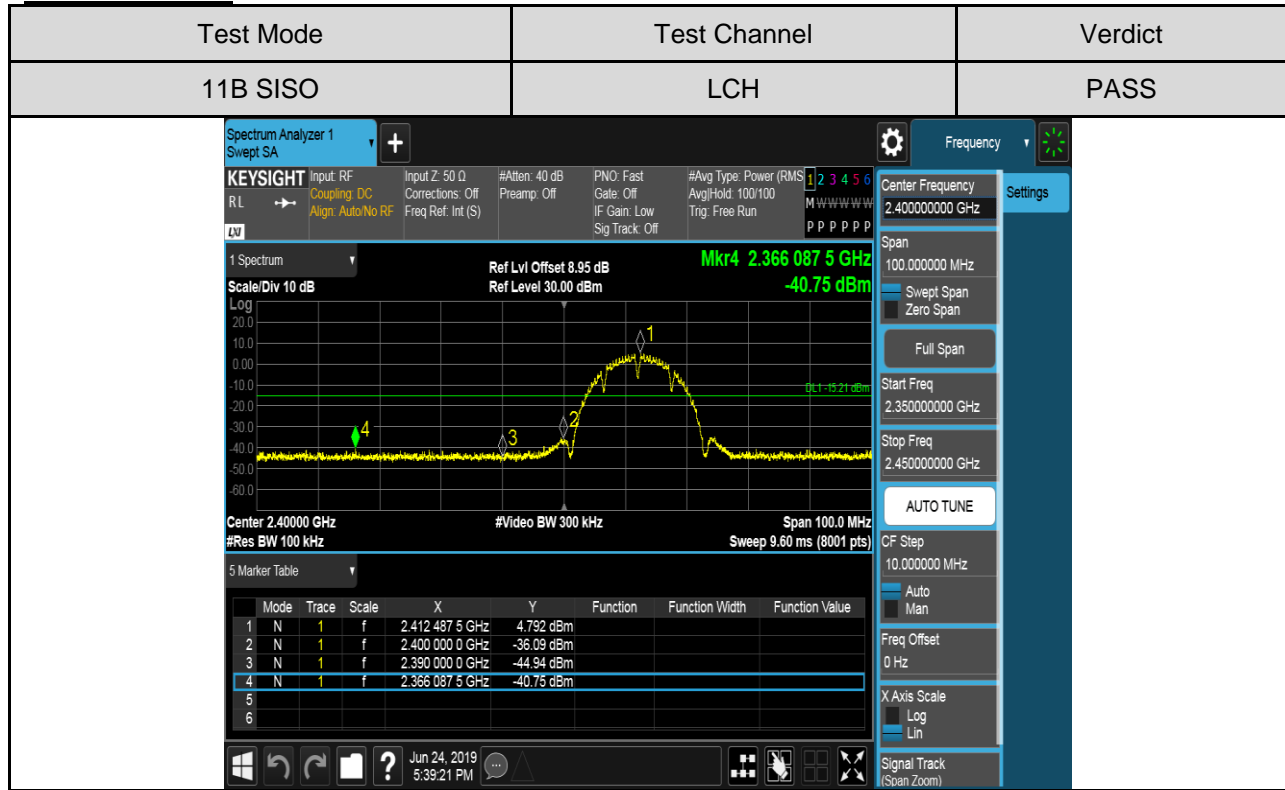 Test Mode Test Channel Verdict
11B SISO LCH PASS
Spectrum Analyzer 1
Swept SA
+
Frequency
KEYSIGHT
RL
LXI
Input: RF
Coupling: DC
Align: Auto/No RF
Input Z: 50 Ω
Corrections: Off
Freq Ref: Int (S)
#Atten: 40 dB
Preamp: Off
PNO: Fast
Gate: Off
IF Gain: Low
Sig Track: Off
#Avg Type: Power (RMS
Avg|Hold: 100/100
Trig: Free Run
1 2 3 4 5 6
M W W W W W
P P P P P P
1 Spectrum
Scale/Div 10 dB
Ref Lvl Offset 8.95 dB
Ref Level 30.00 dBm
Mkr4 2.366 087 5 GHz
-40.75 dBm
Log
20.0
10.0
0.00
-10.0
-20.0
-30.0
-40.0
-50.0
-60.0
1
2
3
4
DL1 -15.21 dBm
Center 2.40000 GHz #Video BW 300 kHz Span 100.0 MHz
#Res BW 100 kHz Sweep 9.60 ms (8001 pts)
5 Marker Table
Mode Trace Scale X Y Function Function Width Function Value
1 N 1 f 2.412 487 5 GHz 4.792 dBm
2 N 1 f 2.400 000 0 GHz -36.09 dBm
3 N 1 f 2.390 000 0 GHz -44.94 dBm
4 N 1 f 2.366 087 5 GHz -40.75 dBm
5
6
?
Jun 24, 2019
5:39:21 PM
Center Frequency
2.400000000 GHz
Settings
Span
100.000000 MHz
Swept Span
Zero Span
Full Span
Start Freq
2.350000000 GHz
Stop Freq
2.450000000 GHz
AUTO TUNE
CF Step
10.000000 MHz
Auto
Man
Freq Offset
0 Hz
X Axis Scale
Log
Lin
Signal Track
(Span Zoom)